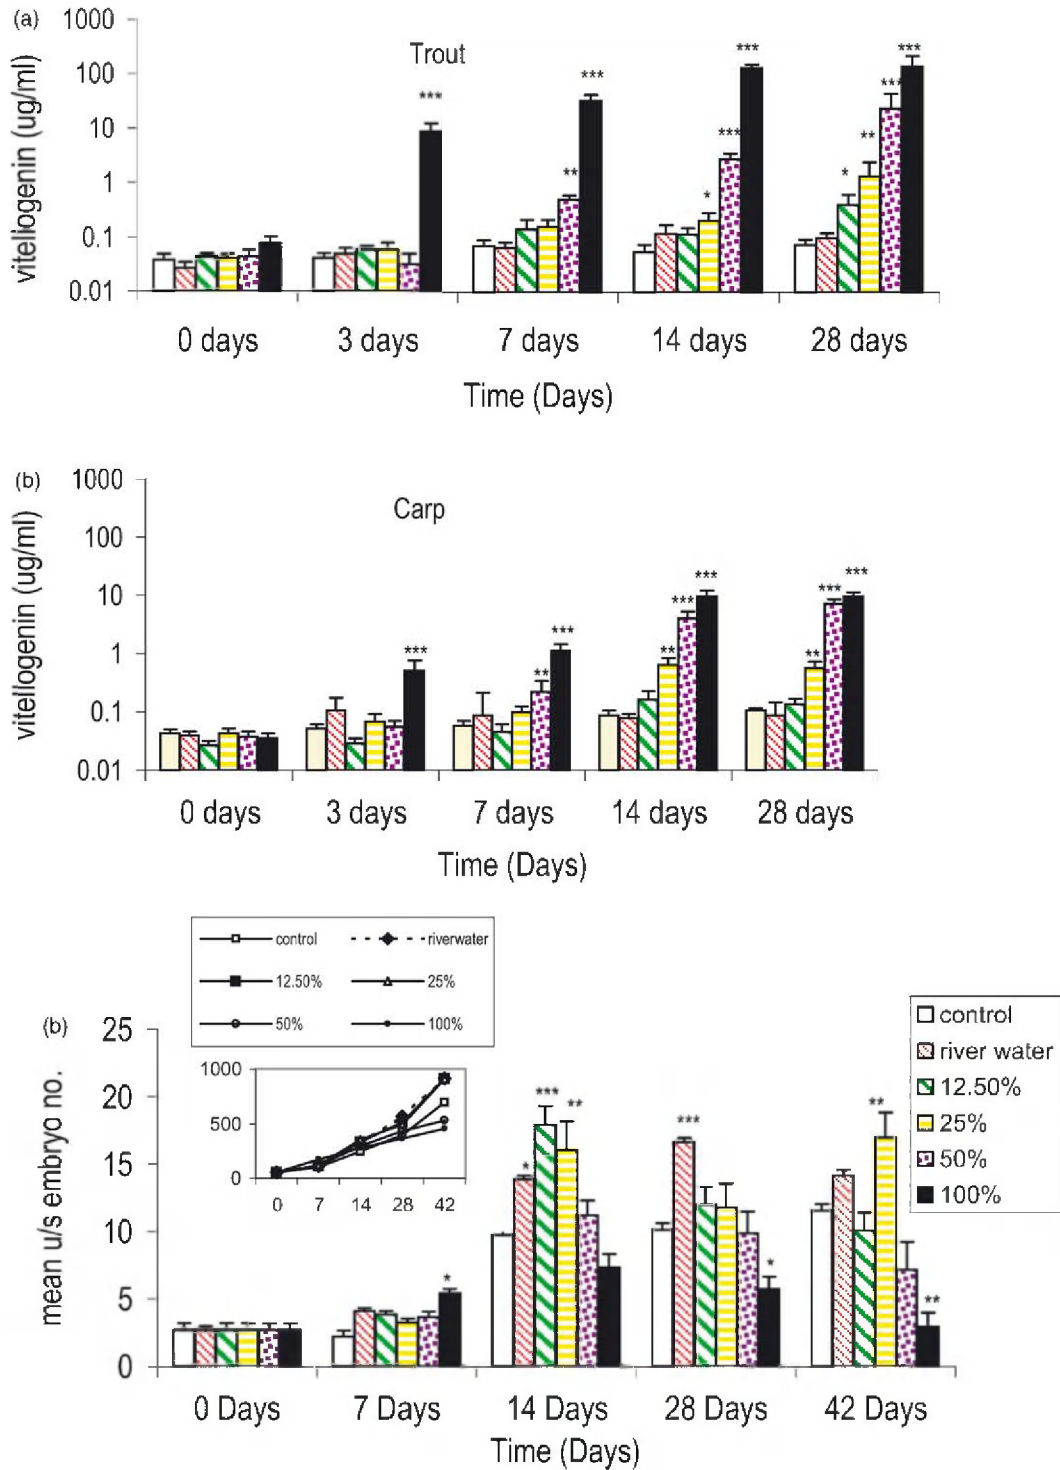 (a)
1000
Trout
100
10
1
0.1
0.01
vitellogenin (ug/ml)
*** *** ** *** *** * *** *** ** *
0 days 3 days 7 days 14 days 28 days
Time (Days)
(b)
1000
Carp
100
10
1
0.1
0.01
vitellogenin (ug/ml)
*** *** ** *** *** ** *** *** **
0 days 3 days 7 days 14 days 28 days
Time (Days)
control riverwater
12.50% 25%
50% 100%
(b)
25
20
15
10
5
0
mean u/s embryo no.
1000
500
0
0 7 14 28 42
* * *** ** *** * ** **
control
river water
12.50%
25%
50%
100%
0 Days 7 Days 14 Days 28 Days 42 Days
Time (Days)